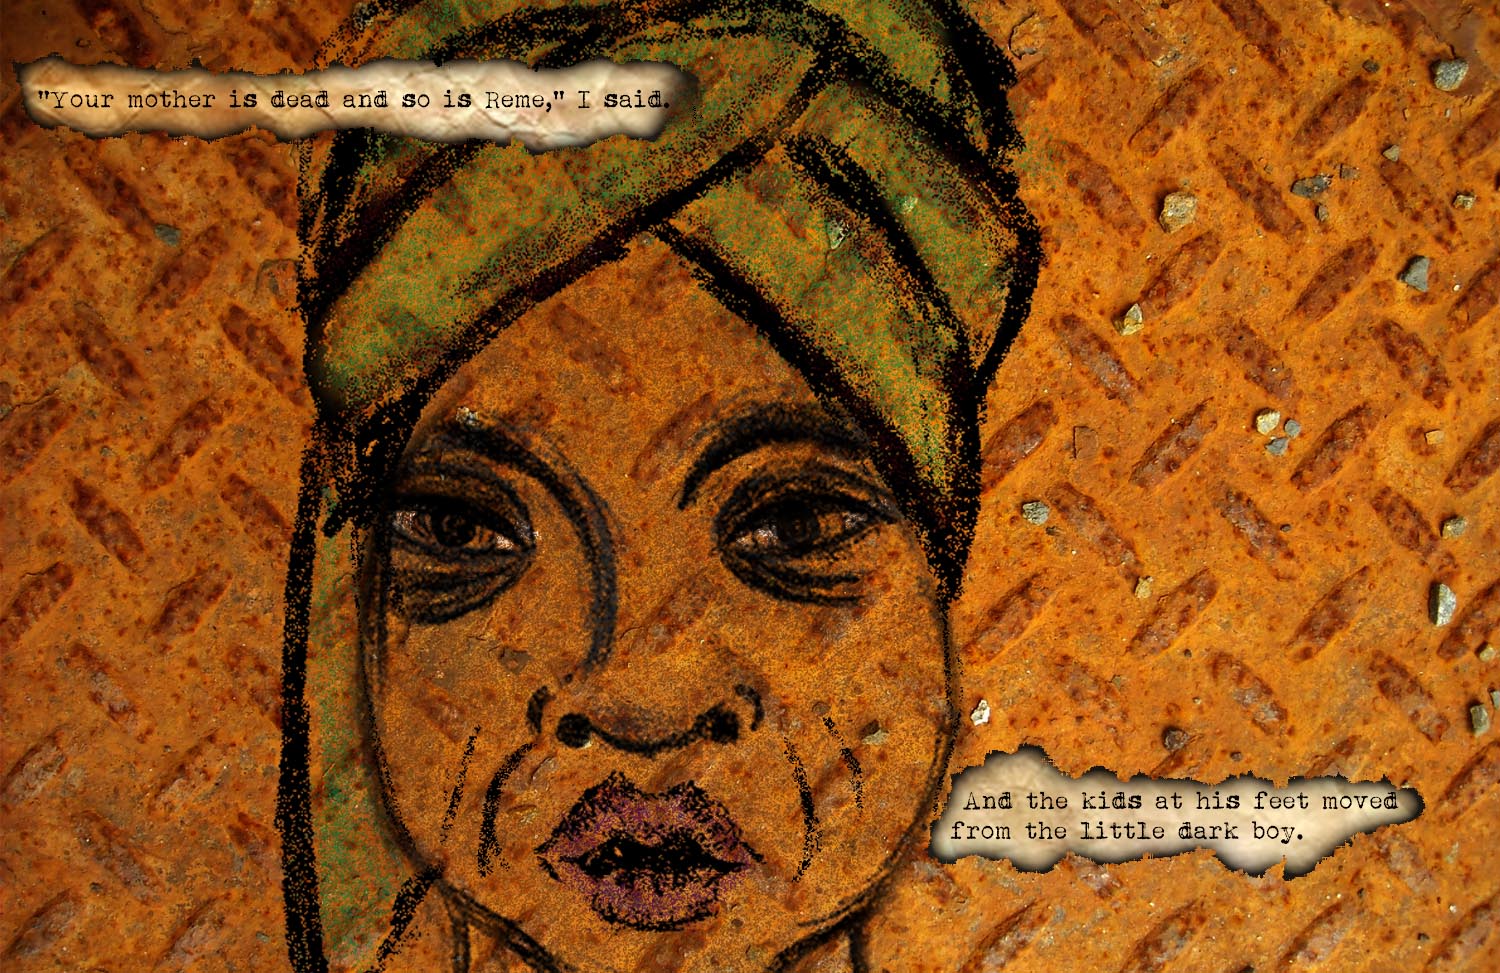 "Your mother is dead and so is Reme," I said.
And the kids at his feet moved
from the little dark boy.